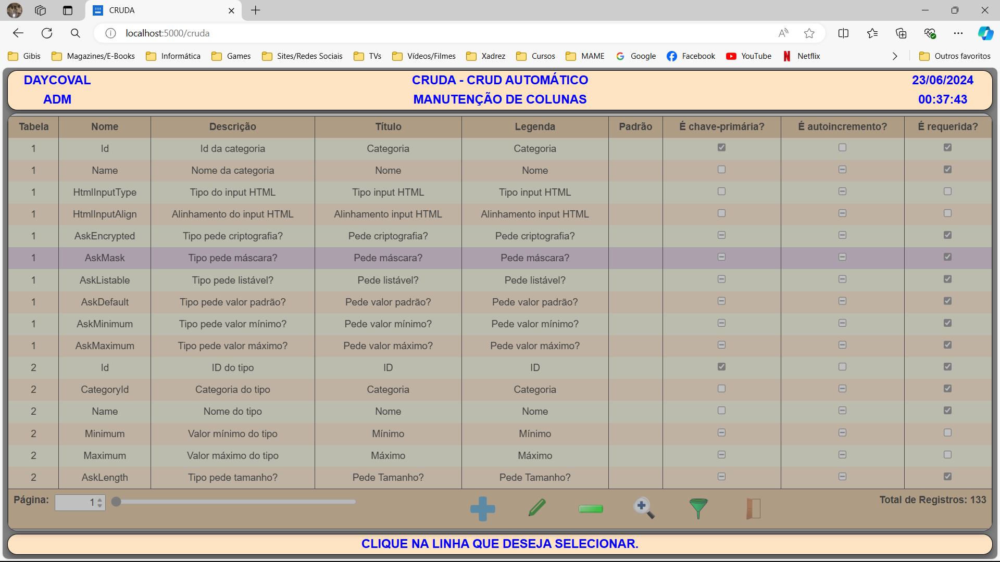 CRUDA
localhost:5000/cruda
Gibis Magazines/E-Books Informática Games Sites/Redes Sociais TVs Vídeos/Filmes Xadrez Cursos MAME Google Facebook YouTube Netflix Outros favoritos
DAYCOVAL CRUDA - CRUD AUTOMÁTICO 23/06/2024
ADM MANUTENÇÃO DE COLUNAS 00:37:43
Tabela Nome Descrição Título Legenda Padrão É chave-primária? É autoincremento? É requerida?
1 Id Id da categoria Categoria Categoria
1 Name Nome da categoria Nome Nome
1 HtmlInputType Tipo do input HTML Tipo input HTML Tipo input HTML
1 HtmlInputAlign Alinhamento do input HTML Alinhamento input HTML Alinhamento input HTML
1 AskEncrypted Tipo pede criptografia? Pede criptografia? Pede criptografia?
1 AskMask Tipo pede máscara? Pede máscara? Pede máscara?
1 AskListable Tipo pede listável? Pede listável? Pede listável?
1 AskDefault Tipo pede valor padrão? Pede valor padrão? Pede valor padrão?
1 AskMinimum Tipo pede valor mínimo? Pede valor mínimo? Pede valor mínimo?
1 AskMaximum Tipo pede valor máximo? Pede valor máximo? Pede valor máximo?
2 Id ID do tipo ID ID
2 CategoryId Categoria do tipo Categoria Categoria
2 Name Nome do tipo Nome Nome
2 Minimum Valor mínimo do tipo Mínimo Mínimo
2 Maximum Valor máximo do tipo Máximo Máximo
2 AskLength Tipo pede tamanho? Pede Tamanho? Pede Tamanho?
Página: 1 Total de Registros: 133
CLIQUE NA LINHA QUE DESEJA SELECIONAR.